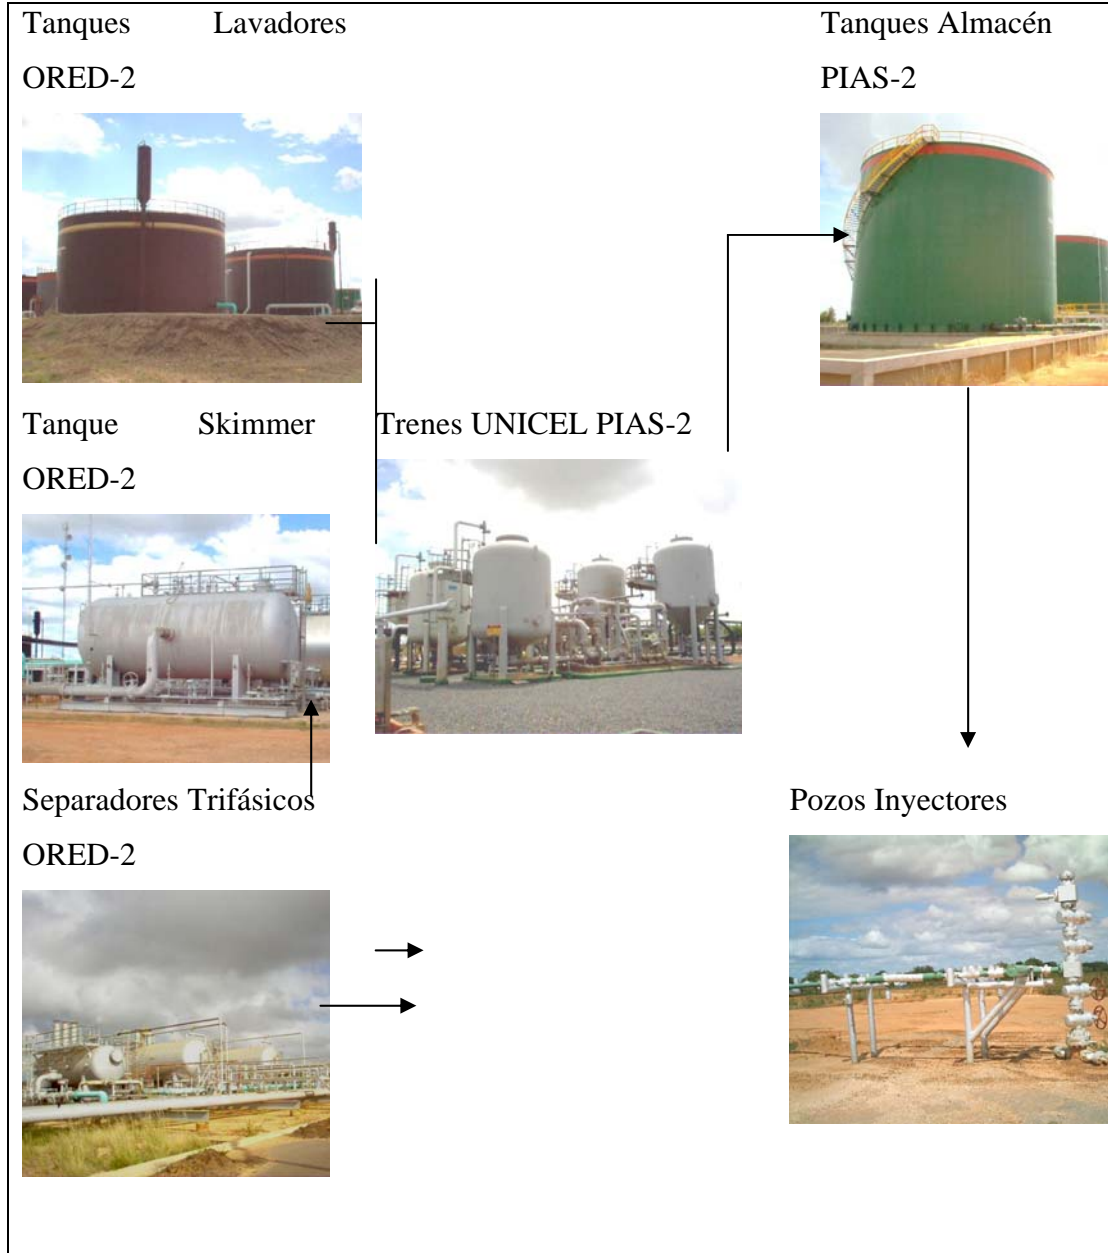 Tanques Lavadores
ORED-2
Tanques Almacén
PIAS-2
Tanque Skimmer
ORED-2
Trenes UNICEL PIAS-2
Separadores Trifásicos
ORED-2
Pozos Inyectores